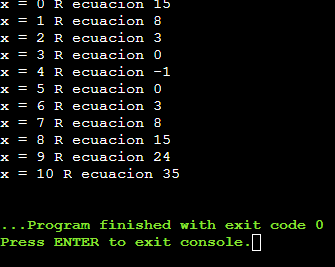 x = 0 R ecuacion 15
x = 1 R ecuacion 8
x = 2 R ecuacion 3
x = 3 R ecuacion 0
x = 4 R ecuacion -1
x = 5 R ecuacion 0
x = 6 R ecuacion 3
x = 7 R ecuacion 8
x = 8 R ecuacion 15
x = 9 R ecuacion 24
x = 10 R ecuacion 35
...Program finished with exit code 0
Press ENTER to exit console.